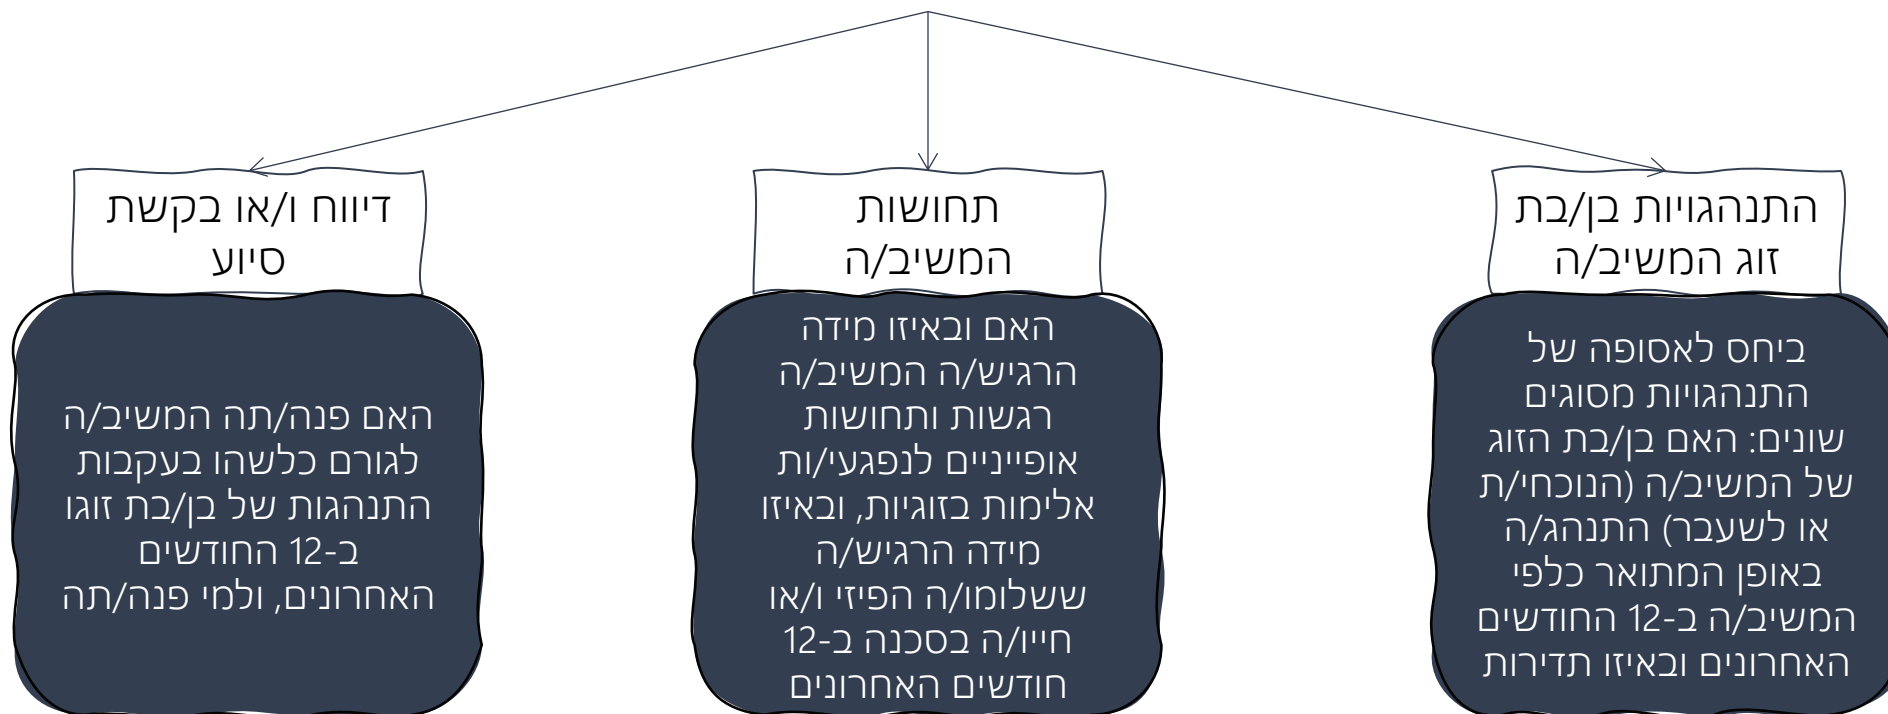 התנהגויות בן/בת
זוג המשיב/ה
ביחס לאסופה של
התנהגויות מסוגים
שונים: האם בן/בת הזוג
של המשיב/ה (הנוכחי/ת
או לשעבר) התנהג/ה
באופן המתואר כלפי
המשיב/ה ב-12 החודשים
האחרונים ובאיזו תדירות
תחושות
המשיב/ה
האם ובאיזו מידה
הרגיש/ה המשיב/ה
רגשות ותחושות
אופייניים לנפגעי/ות
אלימות בזוגיות, ובאיזו
מידה הרגיש/ה
ששלומו/ה הפיזי ו/או
חייו/ה בסכנה ב-12
חודשים האחרונים
דיווח ו/או בקשת
סיוע
האם פנה/תה המשיב/ה
לגורם כלשהו בעקבות
התנהגות של בן/בת זוגו
ב-12 החודשים
האחרונים, ולמי פנה/תה